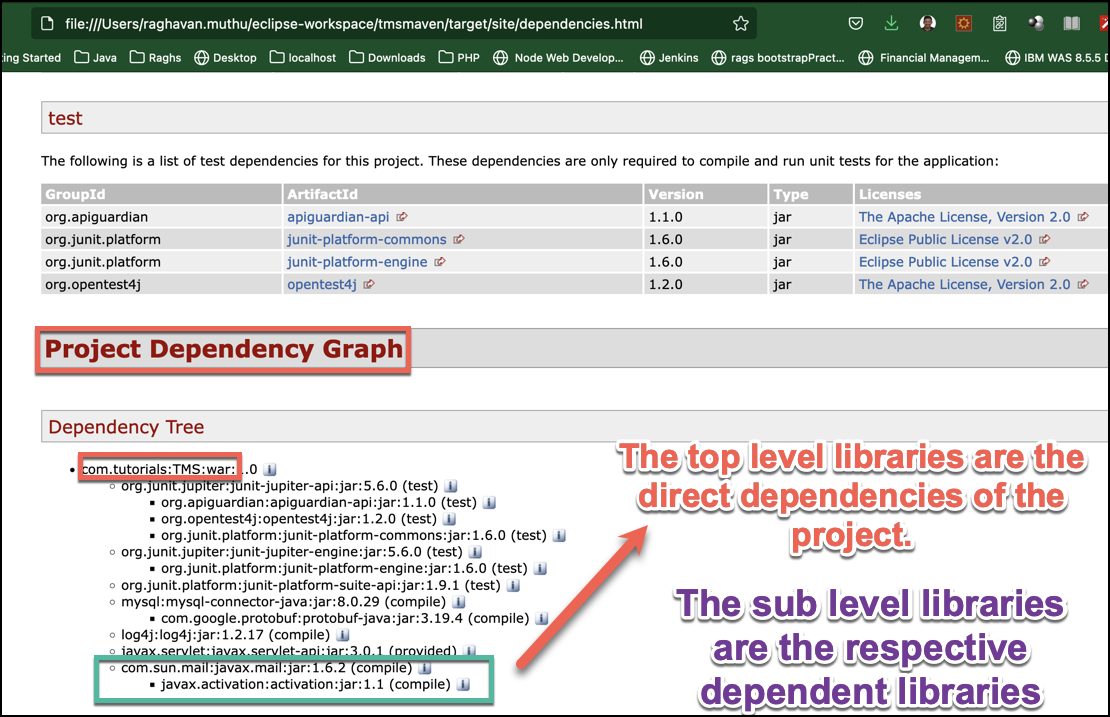 file:///Users/raghavan.muthu/eclipse-workspace/tmsmaven/target/site/dependencies.html
ing Started Java Raghs Desktop localhost Downloads PHP Node Web Develop... Jenkins rags bootstrapPract... Financial Managem... IBM WAS 8.5.5 D
test
The following is a list of test dependencies for this project. These dependencies are only required to compile and run unit tests for the application:
GroupId ArtifactId Version Type Licenses
org.apiguardian apiguardian-api 1.1.0 jar The Apache License, Version 2.0
org.junit.platform junit-platform-commons 1.6.0 jar Eclipse Public License v2.0
org.junit.platform junit-platform-engine 1.6.0 jar Eclipse Public License v2.0
org.opentest4j opentest4j 1.2.0 jar The Apache License, Version 2.0
Project Dependency Graph
Dependency Tree
com.tutorials:TMS:war:1.0
org.junit.jupiter:junit-jupiter-api:jar:5.6.0 (test)
org.apiguardian:apiguardian-api:jar:1.1.0 (test)
org.opentest4j:opentest4j:jar:1.2.0 (test)
org.junit.platform:junit-platform-commons:jar:1.6.0 (test)
org.junit.jupiter:junit-jupiter-engine:jar:5.6.0 (test)
org.junit.platform:junit-platform-engine:jar:1.6.0 (test)
org.junit.platform:junit-platform-suite-api:jar:1.9.1 (test)
mysql:mysql-connector-java:jar:8.0.29 (compile)
com.google.protobuf:protobuf-java:jar:3.19.4 (compile)
log4j:log4j:jar:1.2.17 (compile)
javax.servlet:javax.servlet-api:jar:3.0.1 (provided)
com.sun.mail:javax.mail:jar:1.6.2 (compile)
javax.activation:activation:jar:1.1 (compile)
The top level libraries are the
direct dependencies of the
project.
The sub level libraries
are the respective
dependent libraries